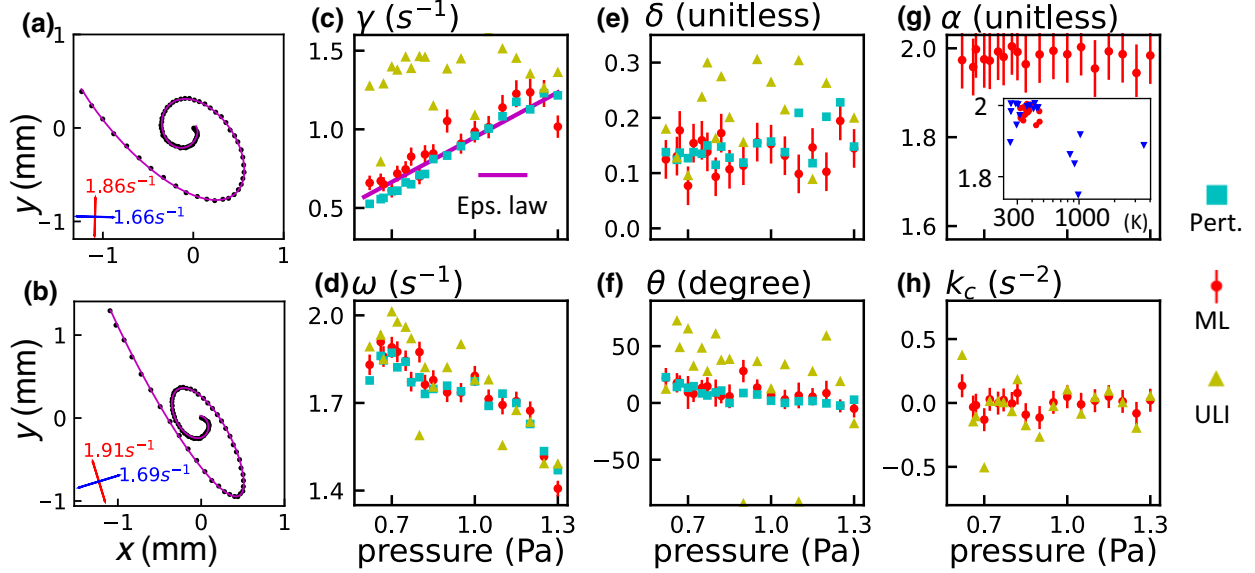 (a)
1
0
−1
y (mm)
1.86s⁻¹
1.66s⁻¹
−1
0
1
(b)
1
0
−1
y (mm)
1.91s⁻¹
1.69s⁻¹
−1
0
1
x (mm)
(c) γ (s⁻¹)
1.5
1.0
0.5
Eps. law
(d) ω (s⁻¹)
2.0
1.7
1.4
0.7
1.0
1.3
pressure (Pa)
(e) δ (unitless)
0.3
0.2
0.1
0.0
(f) θ (degree)
50
0
−50
0.7
1.0
1.3
pressure (Pa)
(g) α (unitless)
2.0
1.8
1.6
2
1.8
300
1000
(K)
(h) k_c (s⁻²)
0.5
0.0
−0.5
0.7
1.0
1.3
pressure (Pa)
Pert.
ML
ULI